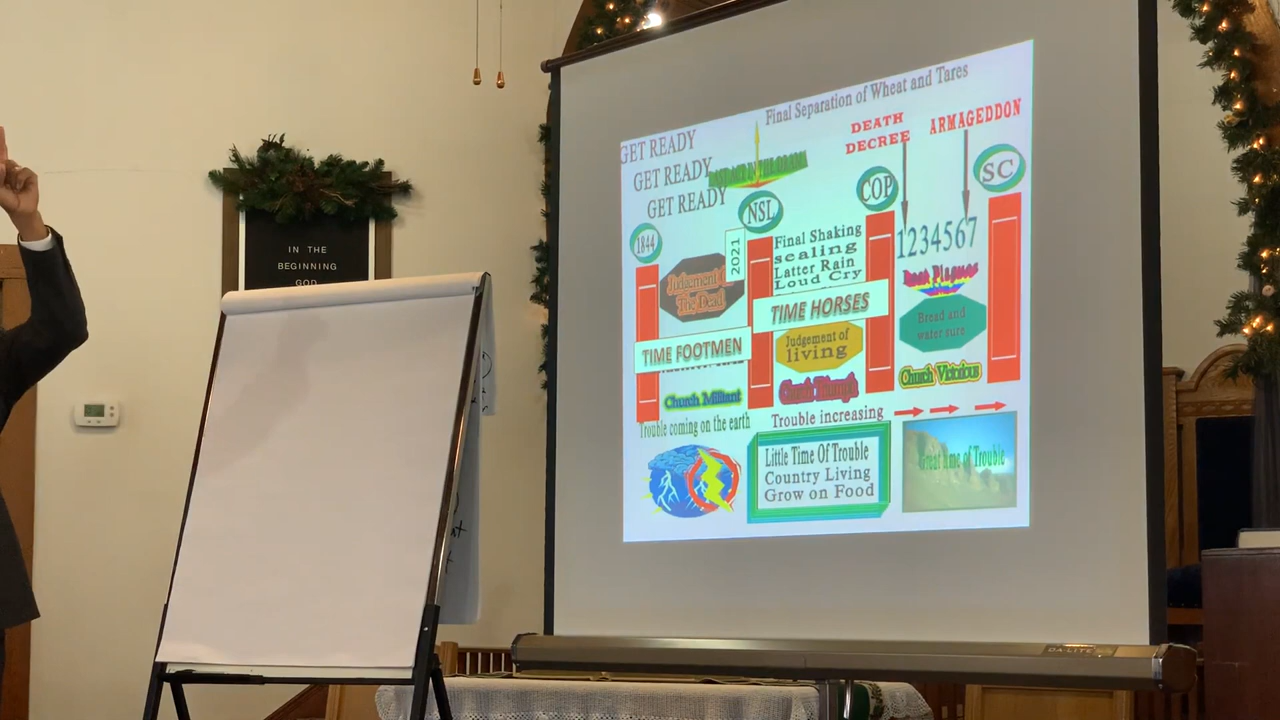 IN THE
BEGINNING
GOD
Final Separation of Wheat and Tares
GET READY
GET READY
GET READY
DEATH
DECREE
ARMAGEDDON
1844
NSL
COP
SC
2021
Judgement
The Dead
Final Shaking
scaling
Latter Rain
Loud Cry
1234567
Plagues
TIME HORSES
TIME FOOTMEN
Judgement of
living
Bread and
water sure
Church Militant
Church Triumph
Church Victorious
Trouble coming on the earth
Trouble increasing
Little Time Of Trouble
Country Living
Grow on Food
Great time of Trouble
DA-LITE